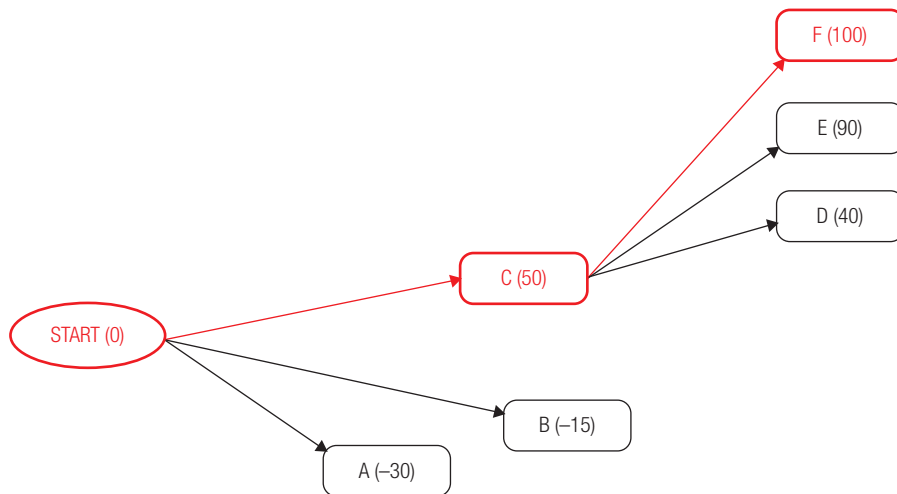 F (100)
E (90)
D (40)
C (50)
START (0)
B (–15)
A (–30)